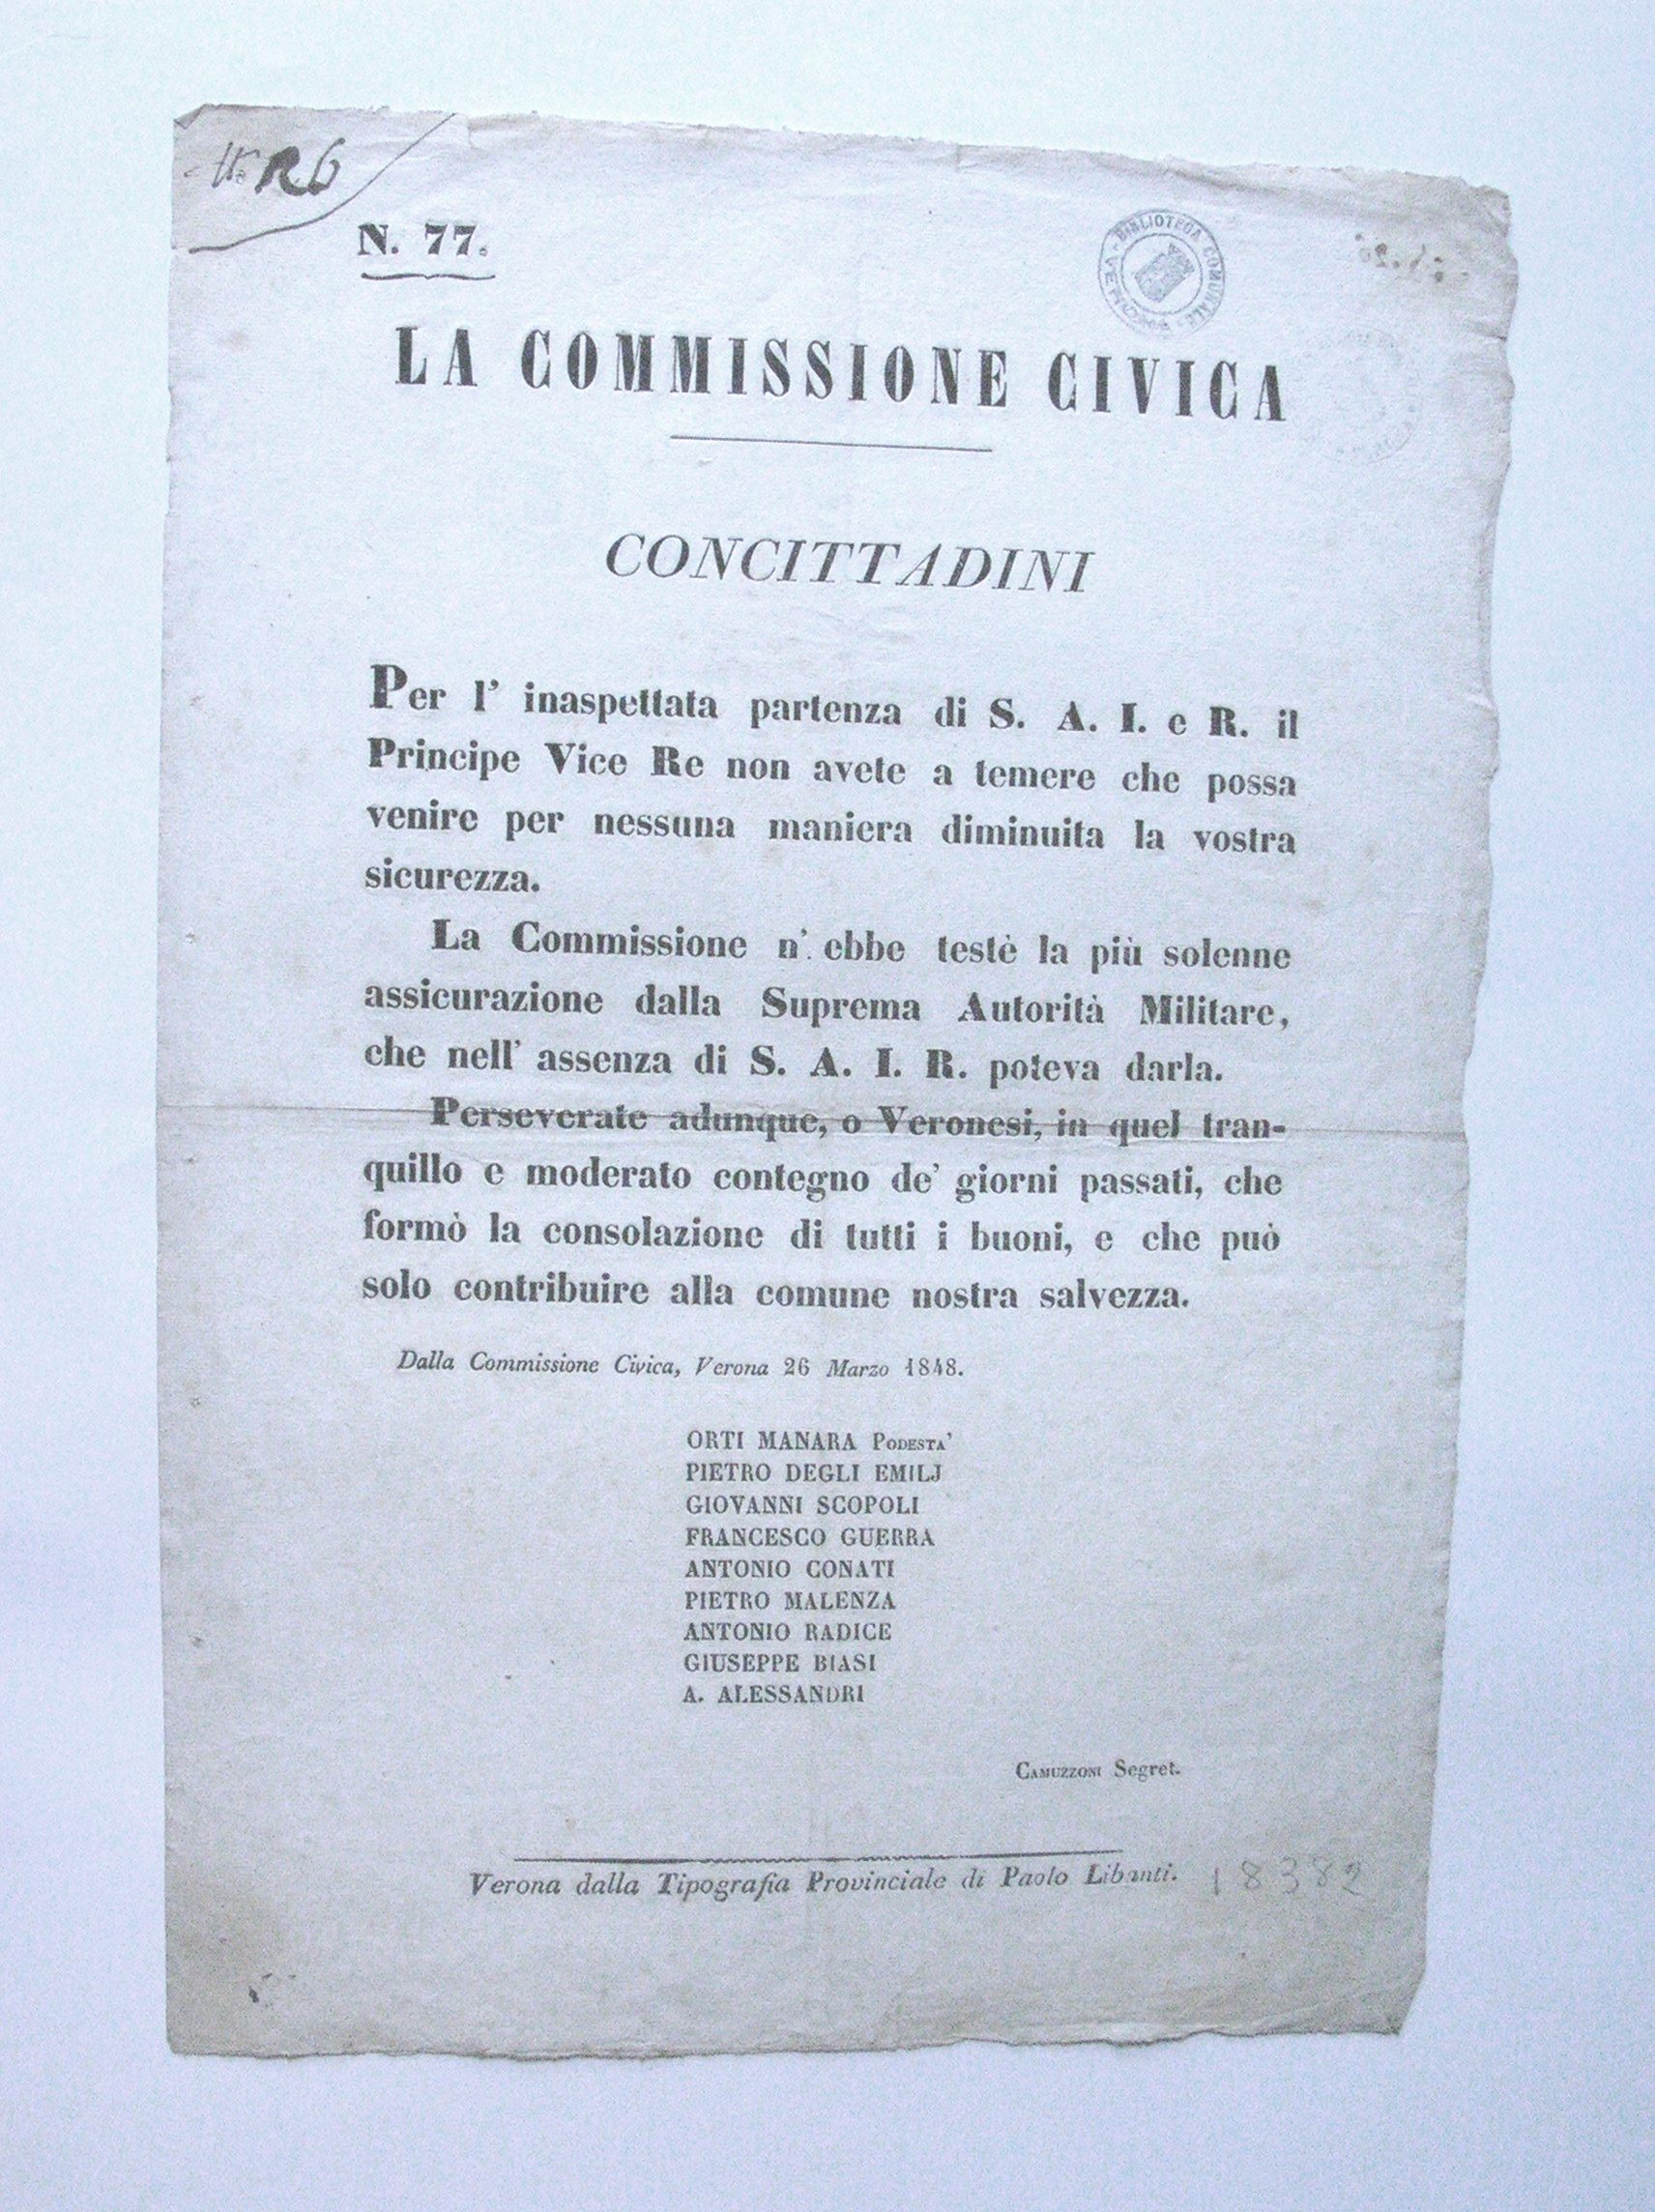 N. 77.
BIBLIOTECA COMUNALE
LA COMMISSIONE CIVICA
CONCITTADINI
Per l' inaspettata partenza di S. A. I. e R. il
Principe Vice Re non avete a temere che possa
venire per nessuna maniera diminuita la vostra
sicurezza.
La Commissione n' ebbe testè la più solenne
assicurazione dalla Suprema Autorità Militare,
che nell' assenza di S. A. I. R. poteva darla.
Perseverate adunque, o Veronesi, in quel tran-
quillo e moderato contegno de' giorni passati, che
formò la consolazione di tutti i buoni, e che può
solo contribuire alla comune nostra salvezza.
Dalla Commissione Civica, Verona 26 Marzo 1848.
ORTI MANARA PODESTA'
PIETRO DEGLI EMILJ
GIOVANNI SCOPOLI
FRANCESCO GUERRA
ANTONIO CONATI
PIETRO MALENZA
ANTONIO RADICE
GIUSEPPE BIASI
A. ALESSANDRI
CAMUZZONI Segret.
Verona dalla Tipografia Provinciale di Paolo Libanti.
18382